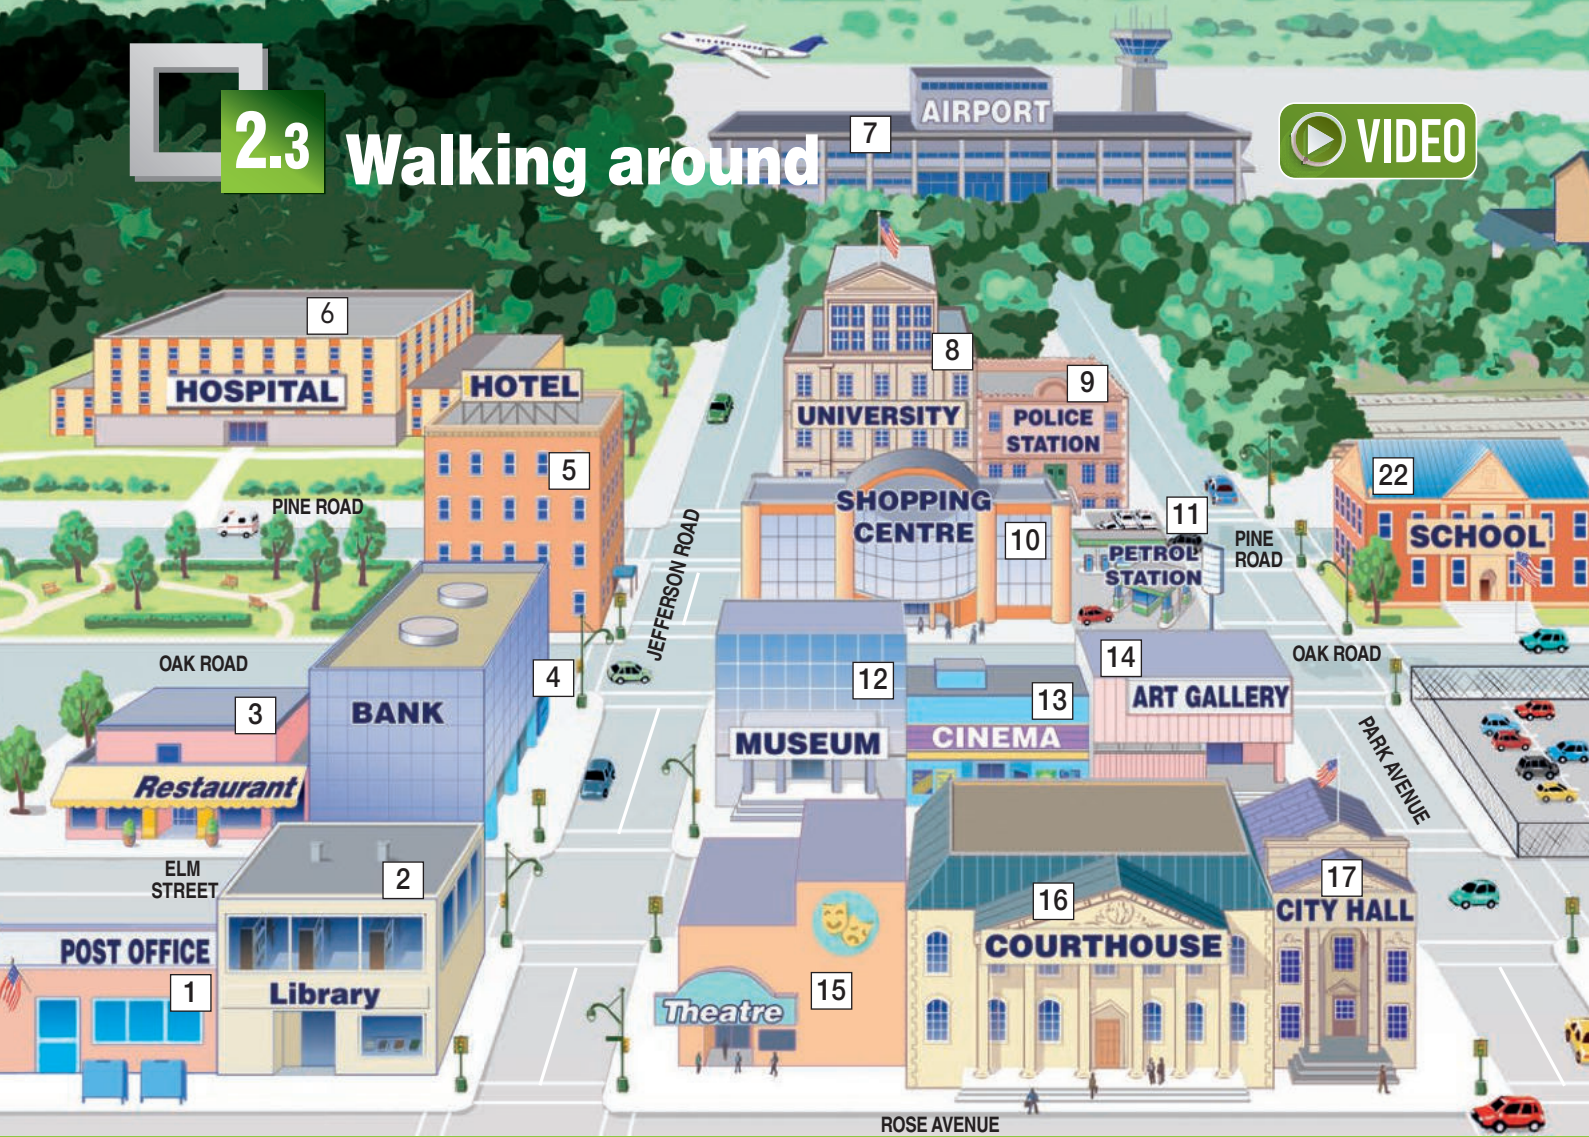 2.3 Walking around
VIDEO
7
AIRPORT
6
HOSPITAL
HOTEL
5
8
UNIVERSITY
9
POLICE
STATION
22
SCHOOL
PINE ROAD
JEFFERSON ROAD
SHOPPING
CENTRE
10
11
PETROL
STATION
PINE
ROAD
OAK ROAD
4
BANK
3
Restaurant
12
MUSEUM
13
CINEMA
14
ART GALLERY
OAK ROAD
PARK AVENUE
ELM
STREET
2
Library
POST OFFICE
1
15
Theatre
16
COURTHOUSE
17
CITY HALL
ROSE AVENUE